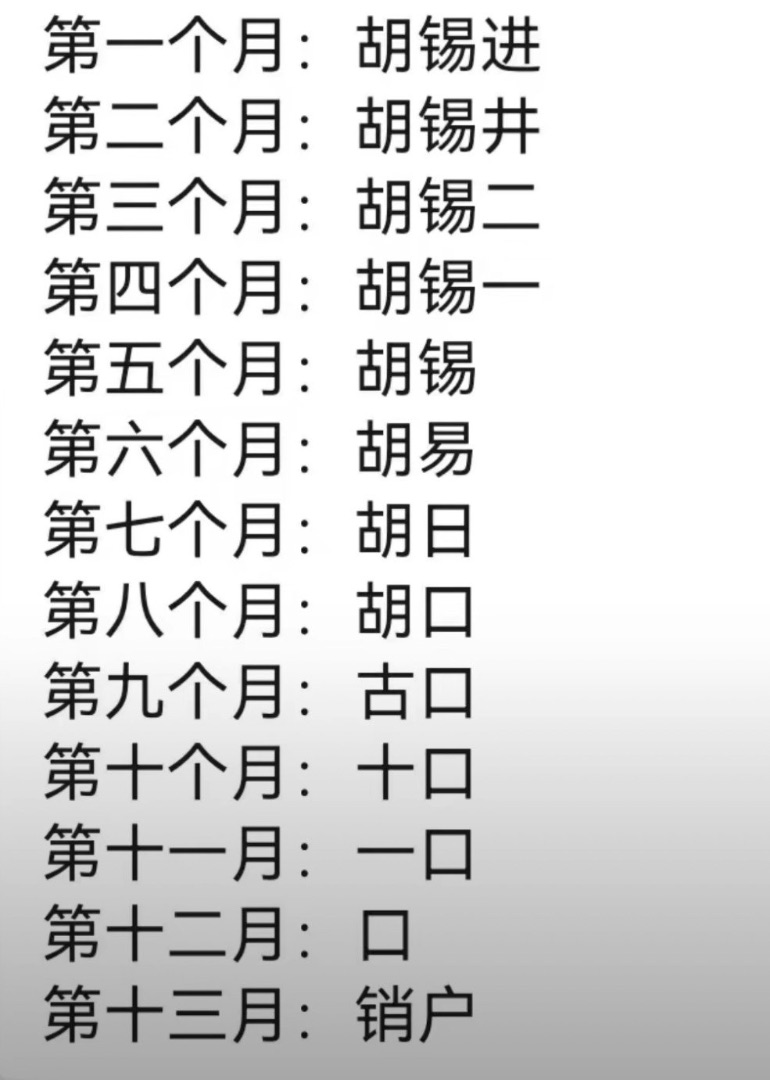 第一个月：胡锡进
第二个月：胡锡井
第三个月：胡锡二
第四个月：胡锡一
第五个月：胡锡
第六个月：胡易
第七个月：胡日
第八个月：胡口
第九个月：古口
第十个月：十口
第十一月：一口
第十二月：口
第十三月：销户